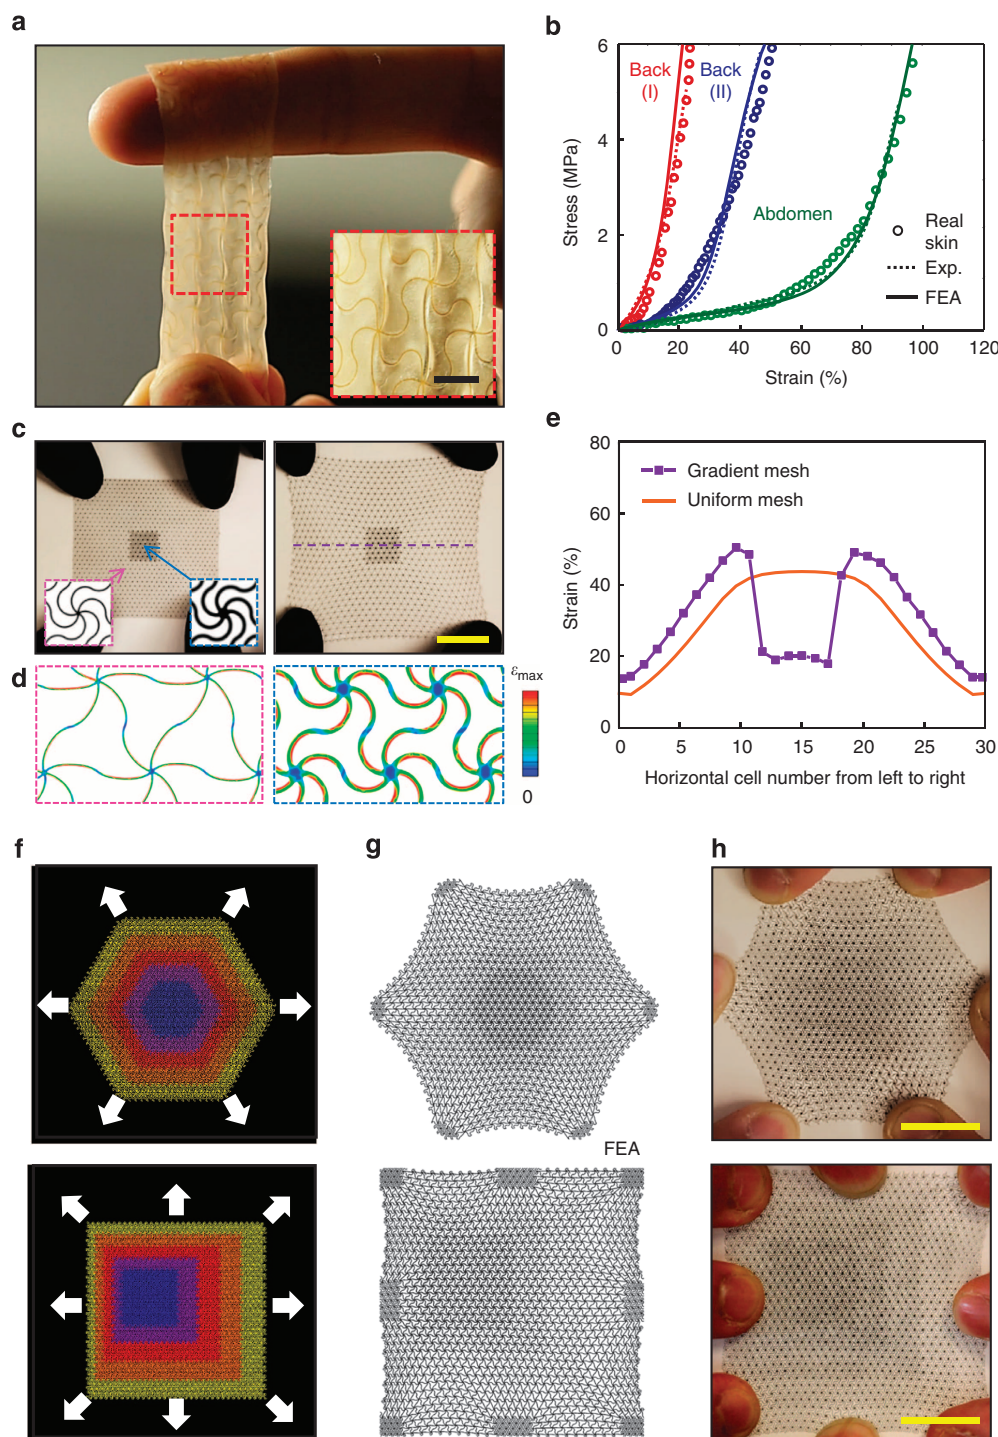 a
b
6
4
2
0
Stress (MPa)
Back
(I)
Back
(II)
Abdomen
Real
skin
Exp.
FEA
0 20 40 60 80 100 120
Strain (%)
c
d
εmax
0
e
80
60
40
20
0
Strain (%)
Gradient mesh
Uniform mesh
0 5 10 15 20 25 30
Horizontal cell number from left to right
f
g
FEA
h